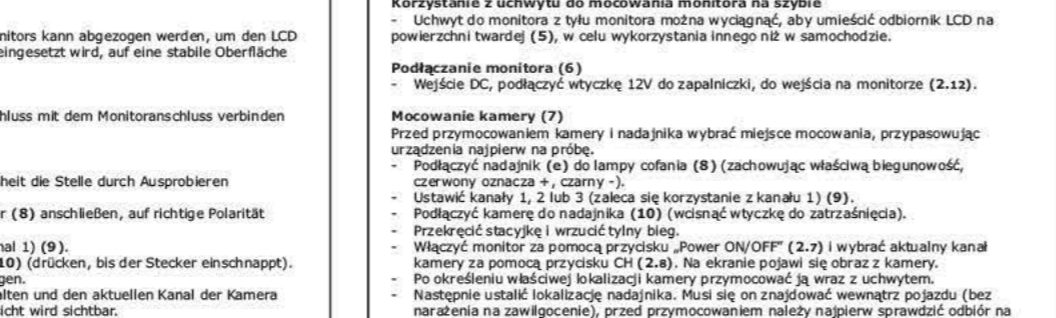 nitors kann abgezogen werden, um den LCD
eingesetzt wird, auf eine stabile Oberfläche
hluss mit dem Monitoranschluss verbinden
heit die Stelle durch Ausprobieren
r (8) anschließen, auf richtige Polarität
nal 1) (9).
10) (drücken, bis der Stecker einschnappt).
gen.
alten und den aktuellen Kanal der Kamera
icht wird sichtbar.
Korzystanie z uchwytu do mocowania monitora na szybie
- Uchwyt do monitora z tyłu monitora można wyciągnąć, aby umieścić odbiornik LCD na
powierzchni twardej (5), w celu wykorzystania innego niż w samochodzie.
Podłączanie monitora (6)
- Wejście DC, podłączyć wtyczkę 12V do zapalniczki, do wejścia na monitorze (2.12).
Mocowanie kamery (7)
Przed przymocowaniem kamery i nadajnika wybrać miejsce mocowania, przypasowując
urządzenia najpierw na próbę.
- Podłączyć nadajnik (e) do lampy cofania (8) (zachowując właściwą biegunowość,
czerwony oznacza +, czarny -).
- Ustawić kanały 1, 2 lub 3 (zaleca się korzystanie z kanału 1) (9).
- Podłączyć kamerę do nadajnika (10) (wcisnąć wtyczkę do zatrzaśnięcia).
- Przekręcić stacyjkę i wrzucić tylny bieg.
- Włączyć monitor za pomocą przycisku „Power ON/OFF" (2.7) i wybrać aktualny kanał
kamery za pomocą przycisku CH (2.8). Na ekranie pojawi się obraz z kamery.
- Po określeniu właściwej lokalizacji kamery przymocować ją wraz z uchwytem.
- Następnie ustalić lokalizację nadajnika. Musi się on znajdować wewnątrz pojazdu (bez
narażenia na zawilgocenie), przed przymocowaniem należy najpierw sprawdzić odbiór na